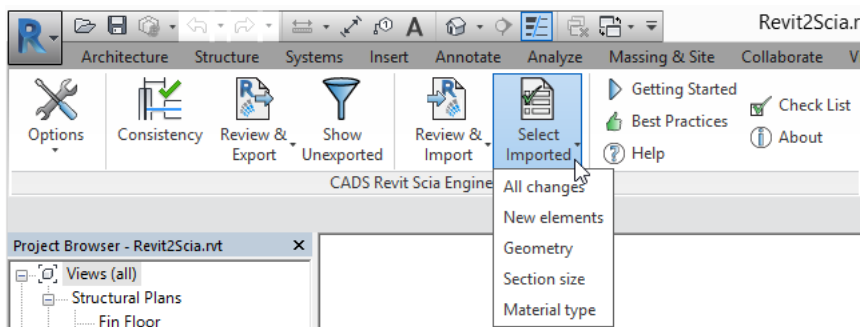 Revit2Scia.r
Architecture Structure Systems Insert Annotate Analyze Massing & Site Collaborate V
Options
Consistency
Review &
Export
Show
Unexported
Review &
Import
Select
Imported
Getting Started
Best Practices
Help
Check List
About
CADS Revit Scia Engine
All changes
New elements
Geometry
Section size
Material type
Project Browser - Revit2Scia.rvt
Views (all)
Structural Plans
Fin Floor